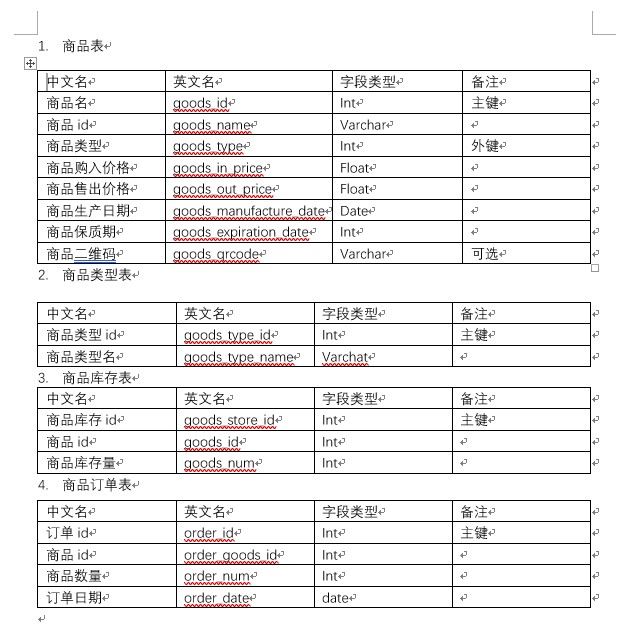 1. 商品表
中文名 英文名 字段类型 备注
商品名 goods_id Int 主键
商品 id goods_name Varchar
商品类型 goods_type Int 外键
商品购入价格 goods_in_price Float
商品售出价格 goods_out_price Float
商品生产日期 goods_manufacture_date Date
商品保质期 goods_expiration_date Int
商品二维码 goods_qrcode Varchar 可选
2. 商品类型表
中文名 英文名 字段类型 备注
商品类型 id goods_type_id Int 主键
商品类型名 goods_type_name Varchat
3. 商品库存表
中文名 英文名 字段类型 备注
商品库存 id goods_store_id Int 主键
商品 id goods_id Int
商品库存量 goods_num Int
4. 商品订单表
中文名 英文名 字段类型 备注
订单 id order_id Int 主键
商品 id order_goods_id Int
商品数量 order_num Int
订单日期 order_date date